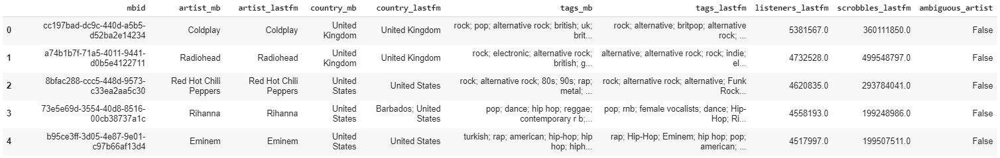 mbid artist_mb artist_lastfm country_mb country_lastfm tags_mb tags_lastfm listeners_lastfm scrobbles_lastfm ambiguous_artist
0 cc197bad-dc9c-440d-a5b5-d52ba2e14234 Coldplay Coldplay United Kingdom United Kingdom rock; pop; alternative rock; british; uk; brit... rock; alternative; britpop; alternative rock; ... 5381567.0 360111850.0 False
1 a74b1b7f-71a5-4011-9441-d0b5e4122711 Radiohead Radiohead United Kingdom United Kingdom rock; electronic; alternative rock; british; g... alternative; alternative rock; rock; indie; el... 4732528.0 499548797.0 False
2 8bfac288-ccc5-448d-9573-c33ea2aa5c30 Red Hot Chili Peppers Red Hot Chili Peppers United States United States rock; alternative rock; 80s; 90s; rap; metal; ... rock; alternative rock; alternative; Funk Rock... 4620835.0 293784041.0 False
3 73e5e69d-3554-40d8-8516-00cb38737a1c Rihanna Rihanna United States Barbados; United States pop; dance; hip hop; reggae; contemporary r b;... pop; rnb; female vocalists; dance; Hip-Hop; Ri... 4558193.0 199248986.0 False
4 b95ce3ff-3d05-4e87-9e01-c97b66af13d4 Eminem Eminem United States United States turkish; rap; american; hip-hop; hip hop; hiph... rap; Hip-Hop; Eminem; hip hop; pop; american; ... 4517997.0 199507511.0 False